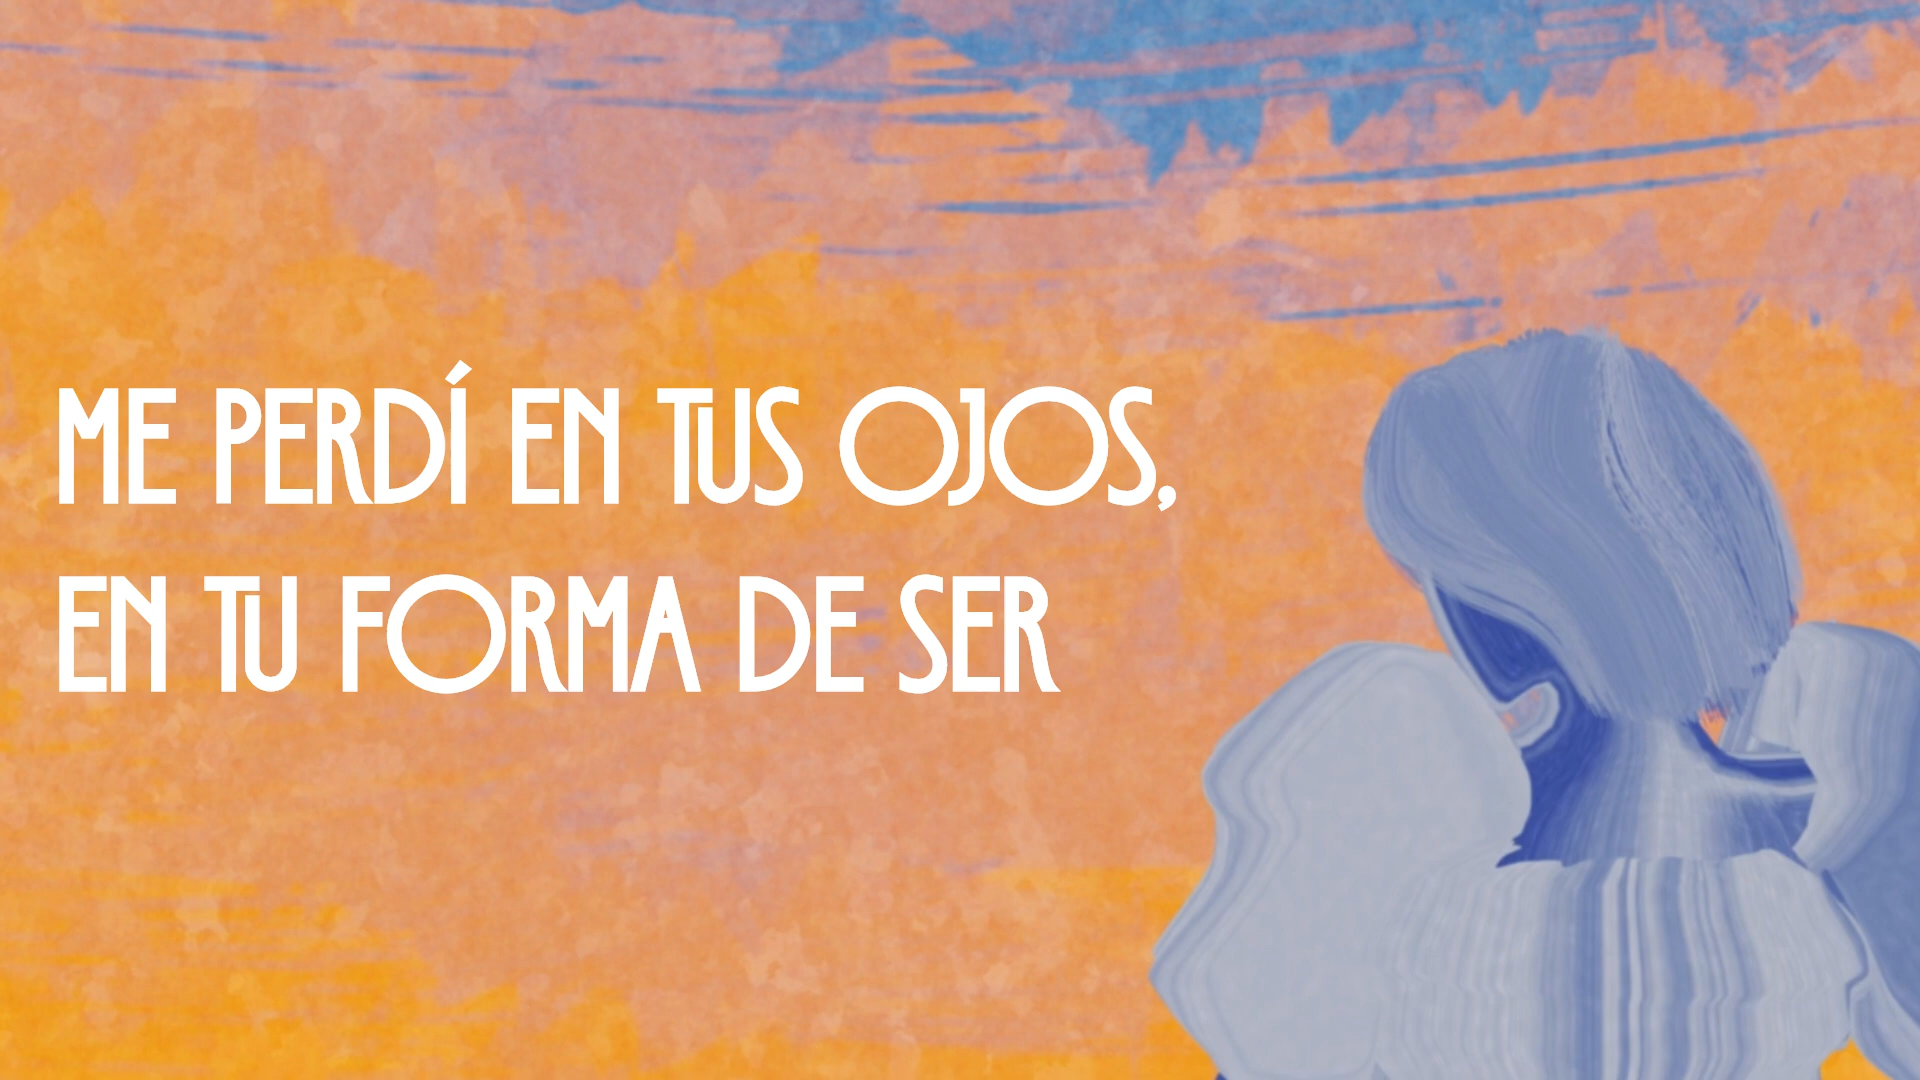 ME PERDÍ EN TUS OJOS,
EN TU FORMA DE SER